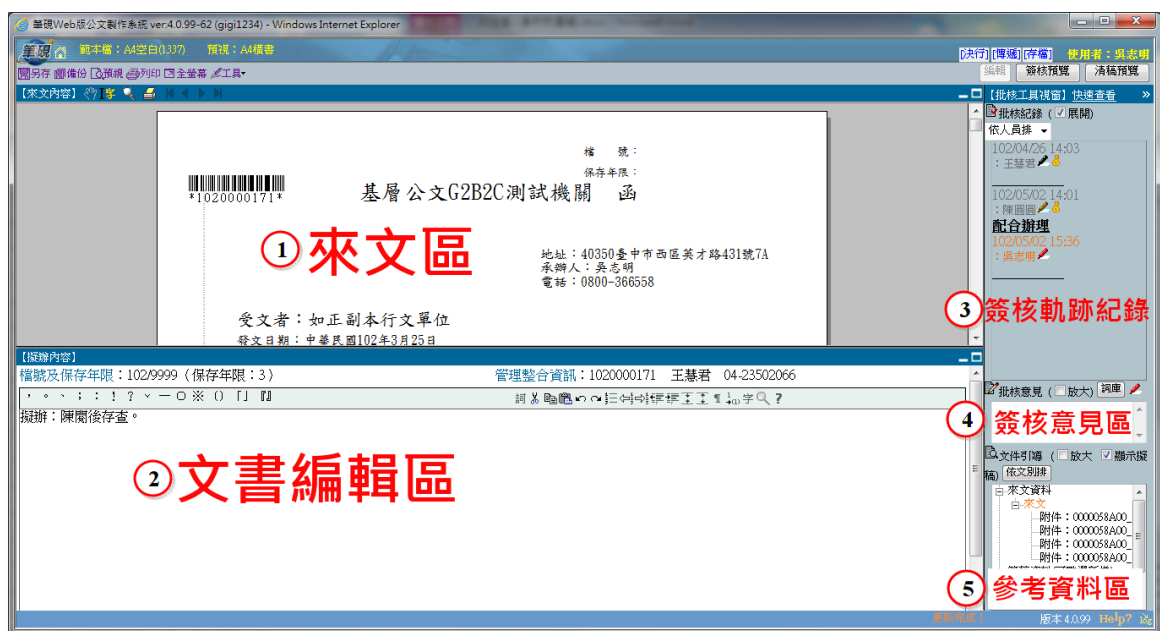 筆硯Web版公文製作系統 ver:4.0.99-62 (gigi1234) - Windows Internet Explorer
筆硯 範本檔：A4空白(1337) 預視：A4橫書
[決行][傳遞][存檔] 使用者：吳志明
另存 備份 預視 列印 全螢幕 工具
編輯 簽核預覽 清稿預覽
【來文內容】
【批核工具視窗】 快速查看 »
批核紀錄 ( 展開)
依人員排
102/04/26 14:03
：王慧君
102/05/02 14:01
：陳圓圓
配合辦理
102/05/02 15:36
：吳志明
檔 號：
保存年限：
*1020000171*
基層公文G2B2C測試機關 函
① 來文區
地址：40350臺中市西區英才路431號7A
承辦人：吳志明
電話：0800-366558
受文者：如正副本行文單位
發文日期：中華民國102年3月25日
③ 簽核軌跡紀錄
【擬辦內容】
檔號及保存年限：102/9999（保存年限：3）
管理整合資訊：1020000171 王慧君 04-23502066
，。、；：！？ˇ—○※（）「」『』
擬辦：陳閱後存查。
② 文書編輯區
批核意見 ( 放大) 詞庫
④ 簽核意見區
文件引導 ( 放大 顯示擬
稿) 依文別排
來文資料
來文
附件：0000058A00_
附件：0000058A00_
附件：0000058A00_
附件：0000058A00_
⑤ 參考資料區
版本 4.0.99 Help?